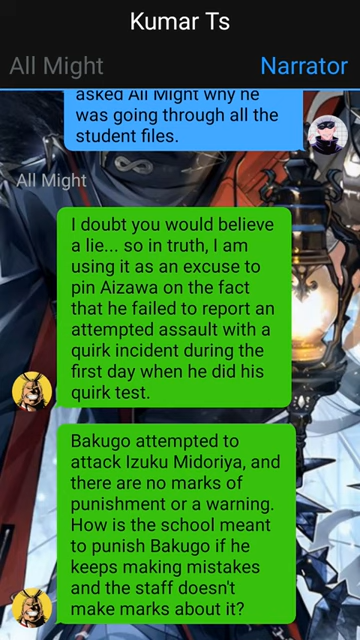 Kumar Ts
All Might
Narrator
asked All Might why he
was going through all the
student files.
All Might
I doubt you would believe
a lie... so in truth, I am
using it as an excuse to
pin Aizawa on the fact
that he failed to report an
attempted assault with a
quirk incident during the
first day when he did his
quirk test.
Bakugo attempted to
attack Izuku Midoriya, and
there are no marks of
punishment or a warning.
How is the school meant
to punish Bakugo if he
keeps making mistakes
and the staff doesn't
make marks about it?